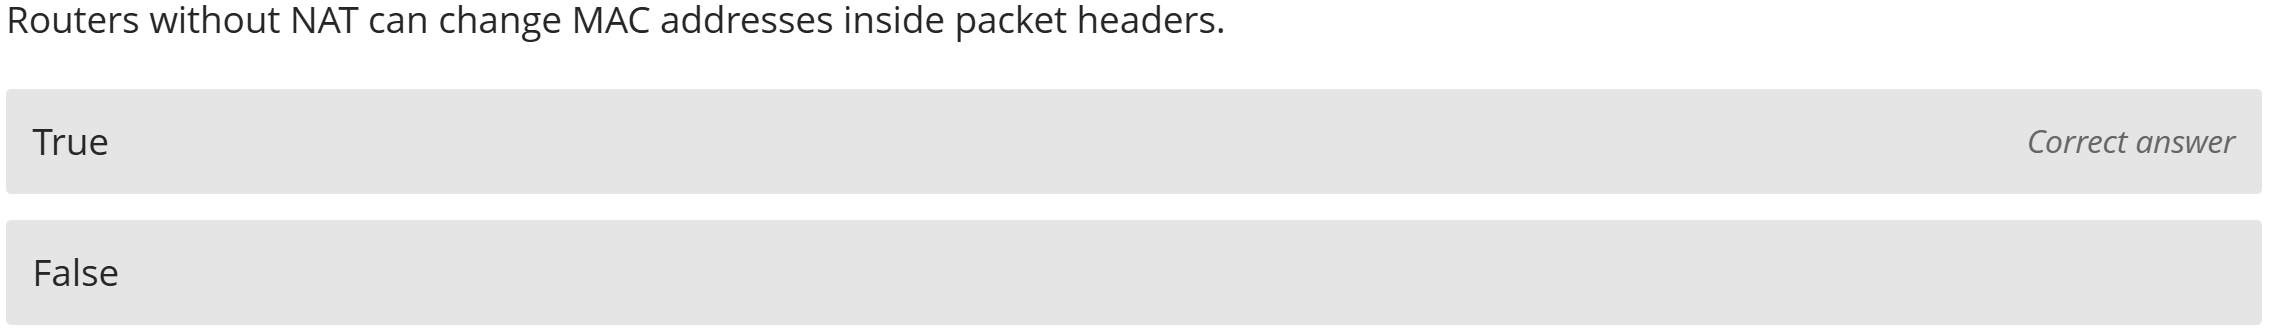 Routers without NAT can change MAC addresses inside packet headers.
True
Correct answer
False